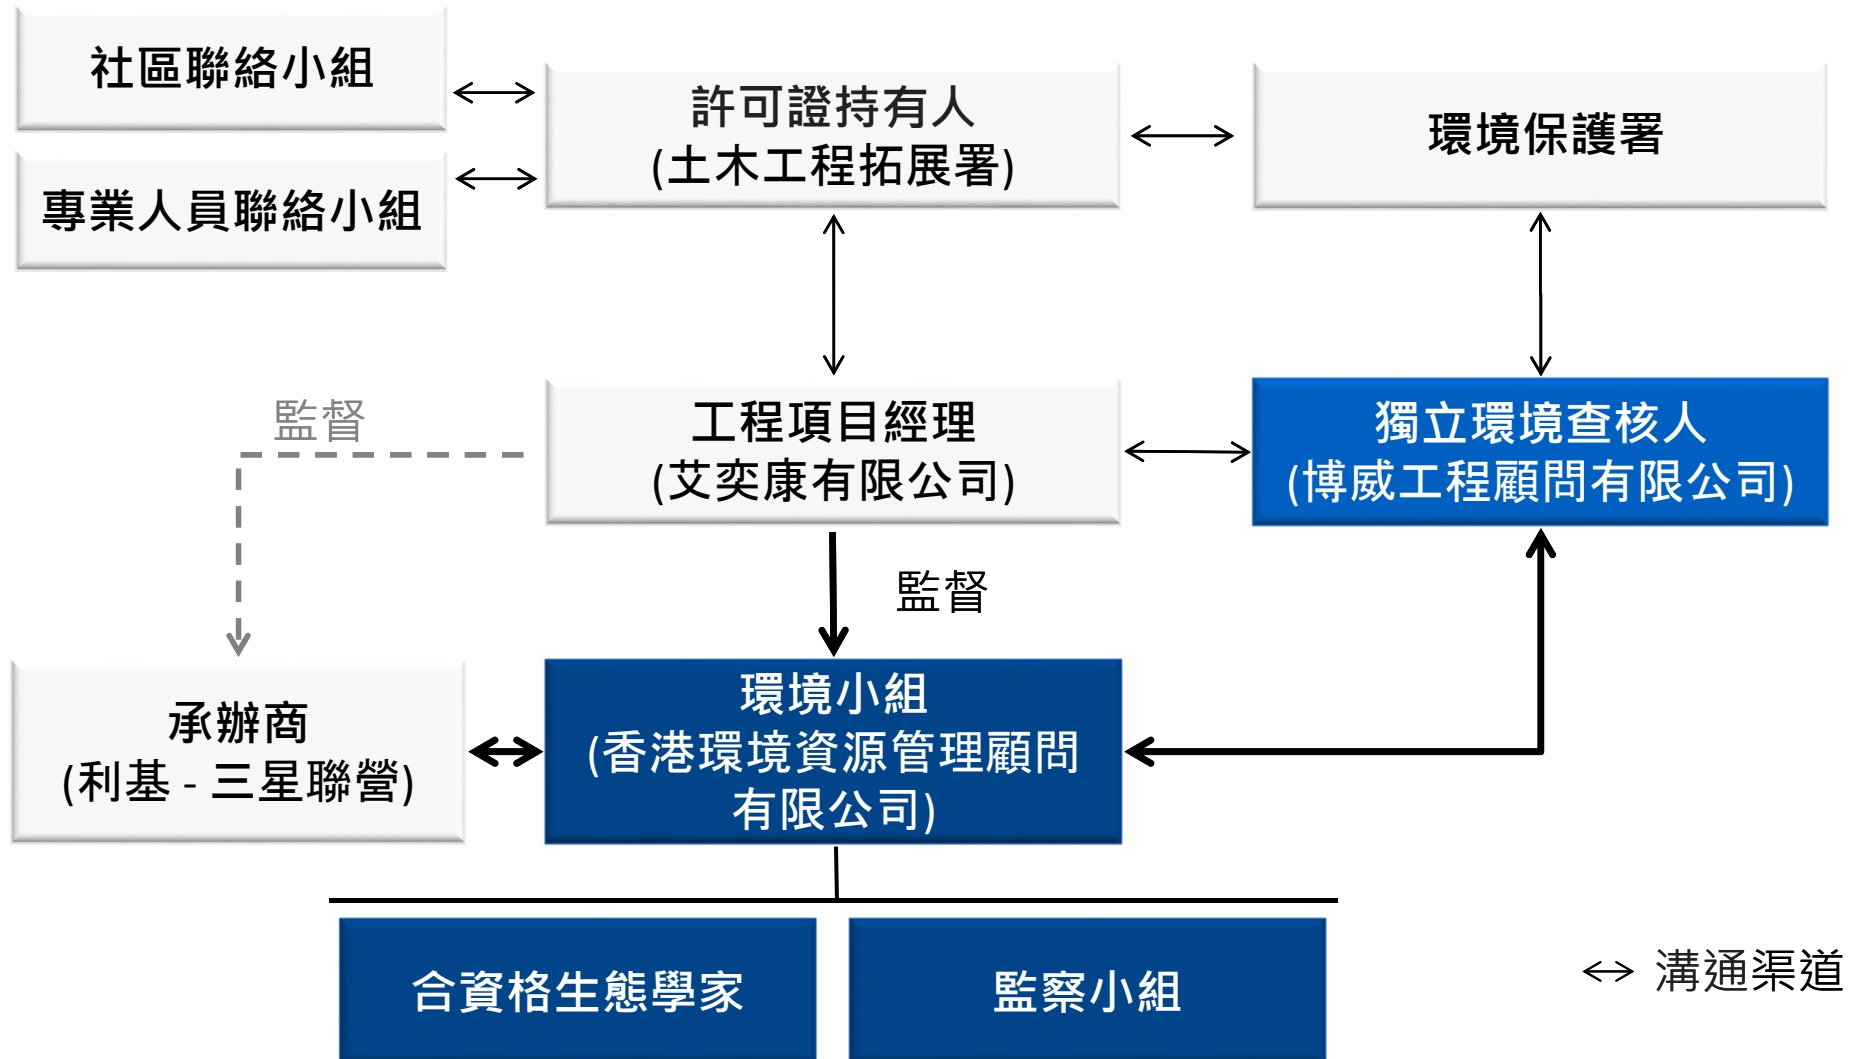 社區聯絡小組
專業人員聯絡小組
許可證持有人
(土木工程拓展署)
環境保護署
監督
工程項目經理
(艾奕康有限公司)
獨立環境查核人
(博威工程顧問有限公司)
監督
承辦商
(利基 - 三星聯營)
環境小組
(香港環境資源管理顧問
有限公司)
合資格生態學家
監察小組
溝通渠道